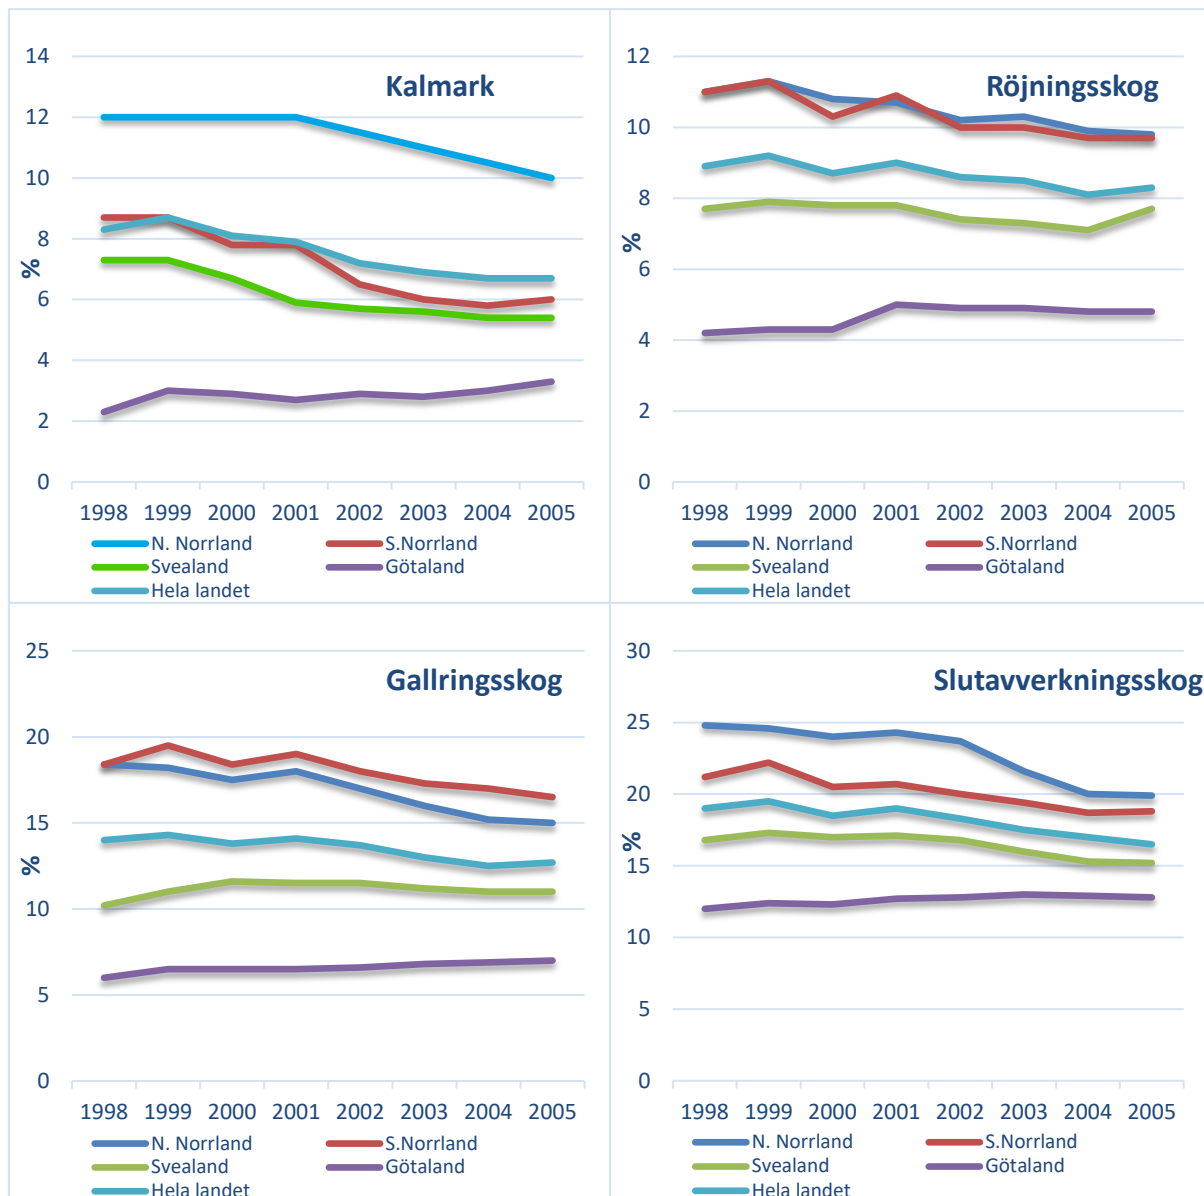 Kalmark
14
12
10
8
6
4
2
0
%
1998 1999 2000 2001 2002 2003 2004 2005
N. Norrland S.Norrland
Svealand Götaland
Hela landet
Röjningsskog
12
10
8
6
4
2
0
%
1998 1999 2000 2001 2002 2003 2004 2005
N. Norrland S.Norrland
Svealand Götaland
Hela landet
Gallringsskog
25
20
15
10
5
0
%
1998 1999 2000 2001 2002 2003 2004 2005
N. Norrland S.Norrland
Svealand Götaland
Hela landet
Slutavverkningsskog
30
25
20
15
10
5
0
%
1998 1999 2000 2001 2002 2003 2004 2005
N. Norrland S.Norrland
Svealand Götaland
Hela landet